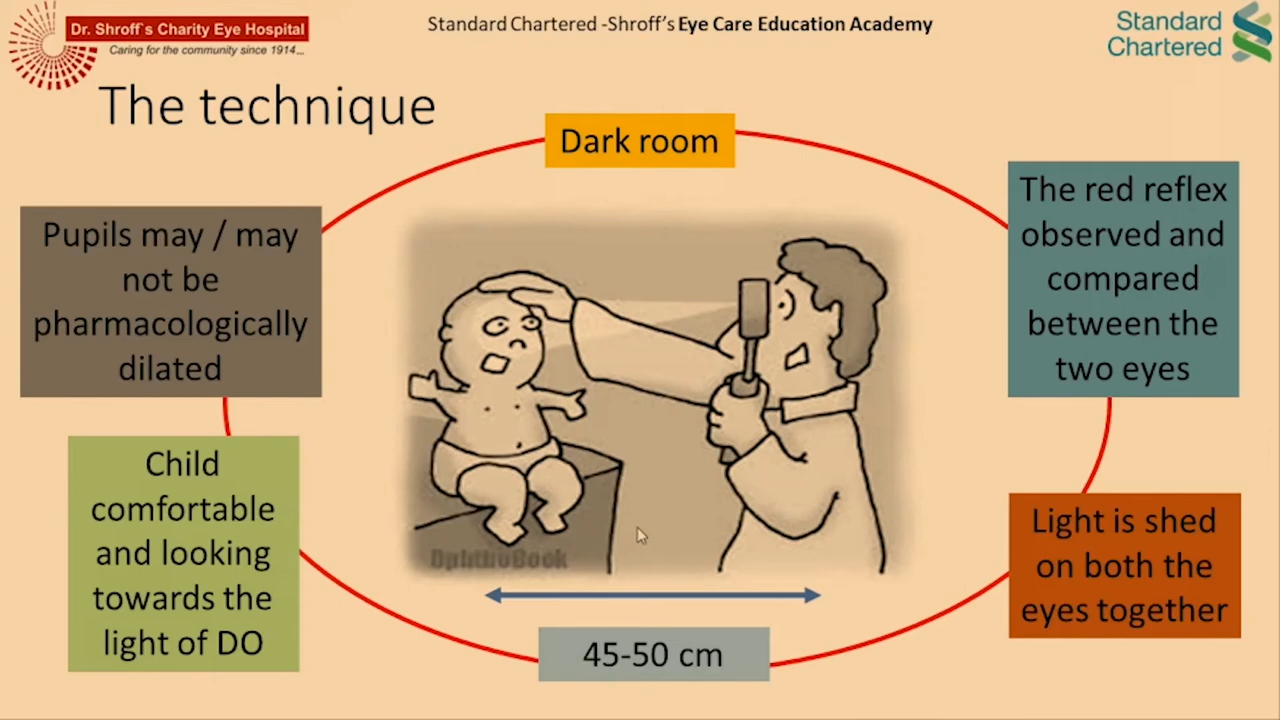 Dr. Shroff's Charity Eye Hospital
Caring for the community since 1914...
Standard Chartered -Shroff's Eye Care Education Academy
Standard
Chartered
The technique
Dark room
The red reflex
observed and
compared
between the
two eyes
Light is shed
on both the
eyes together
45-50 cm
Child
comfortable
and looking
towards the
light of DO
Pupils may / may
not be
pharmacologically
dilated
OphthoBook